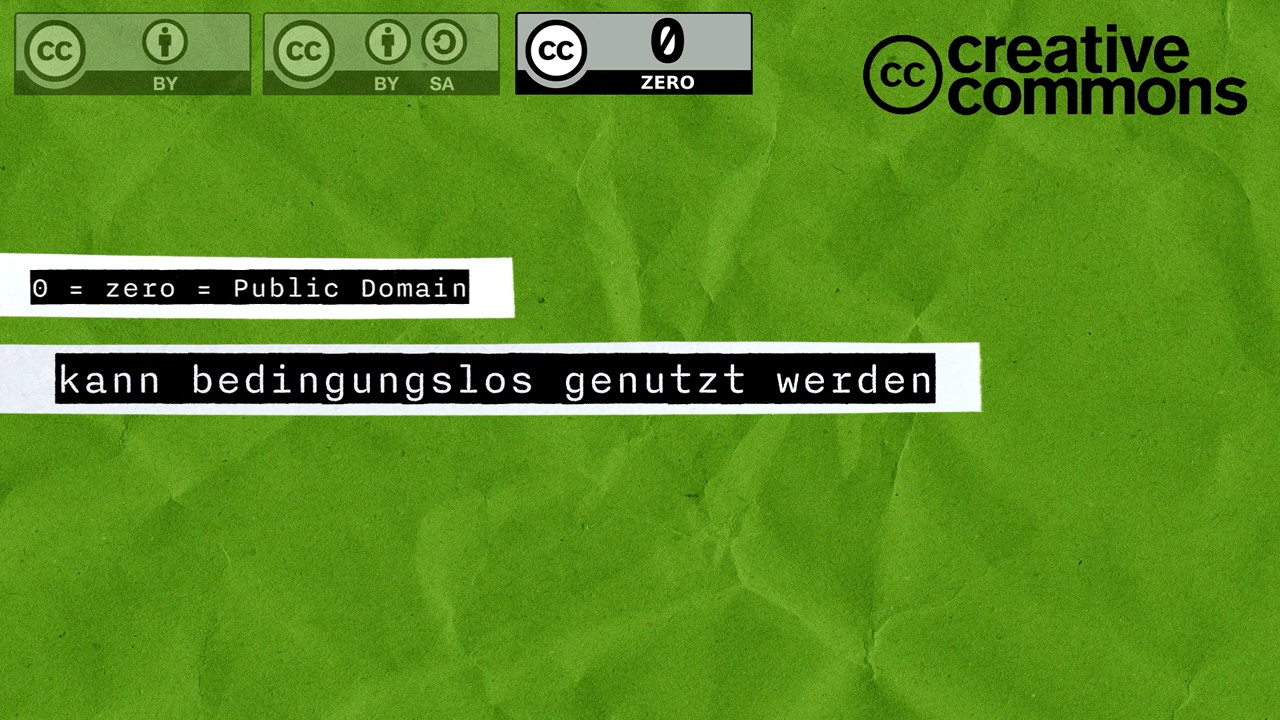 cc BY
cc BY SA
cc 0 ZERO
cc creative
commons
0 = zero = Public Domain
kann bedingungslos genutzt werden